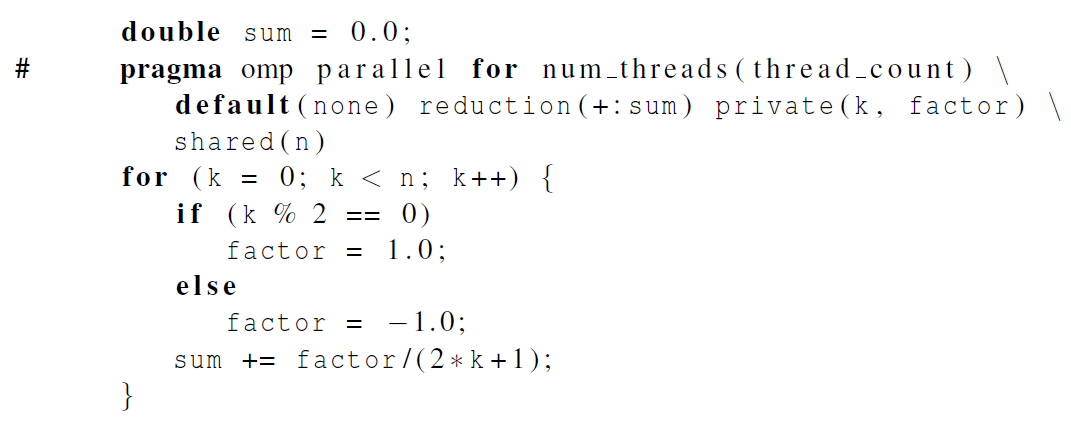 double sum = 0.0;
# pragma omp parallel for num_threads(thread_count) \
default(none) reduction(+:sum) private(k, factor) \
shared(n)
for (k = 0; k < n; k++) {
if (k % 2 == 0)
factor = 1.0;
else
factor = −1.0;
sum += factor/(2*k+1);
}